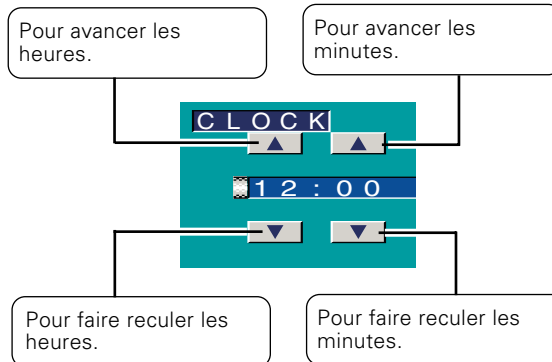 Pour avancer les
heures.
Pour avancer les
minutes.
CLOCK
12:00
Pour faire reculer les
heures.
Pour faire reculer les
minutes.